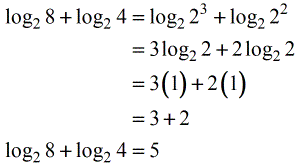 log₂ 8 + log₂ 4 = log₂ 2³ + log₂ 2²
= 3 log₂ 2 + 2 log₂ 2
= 3(1) + 2(1)
= 3 + 2
log₂ 8 + log₂ 4 = 5